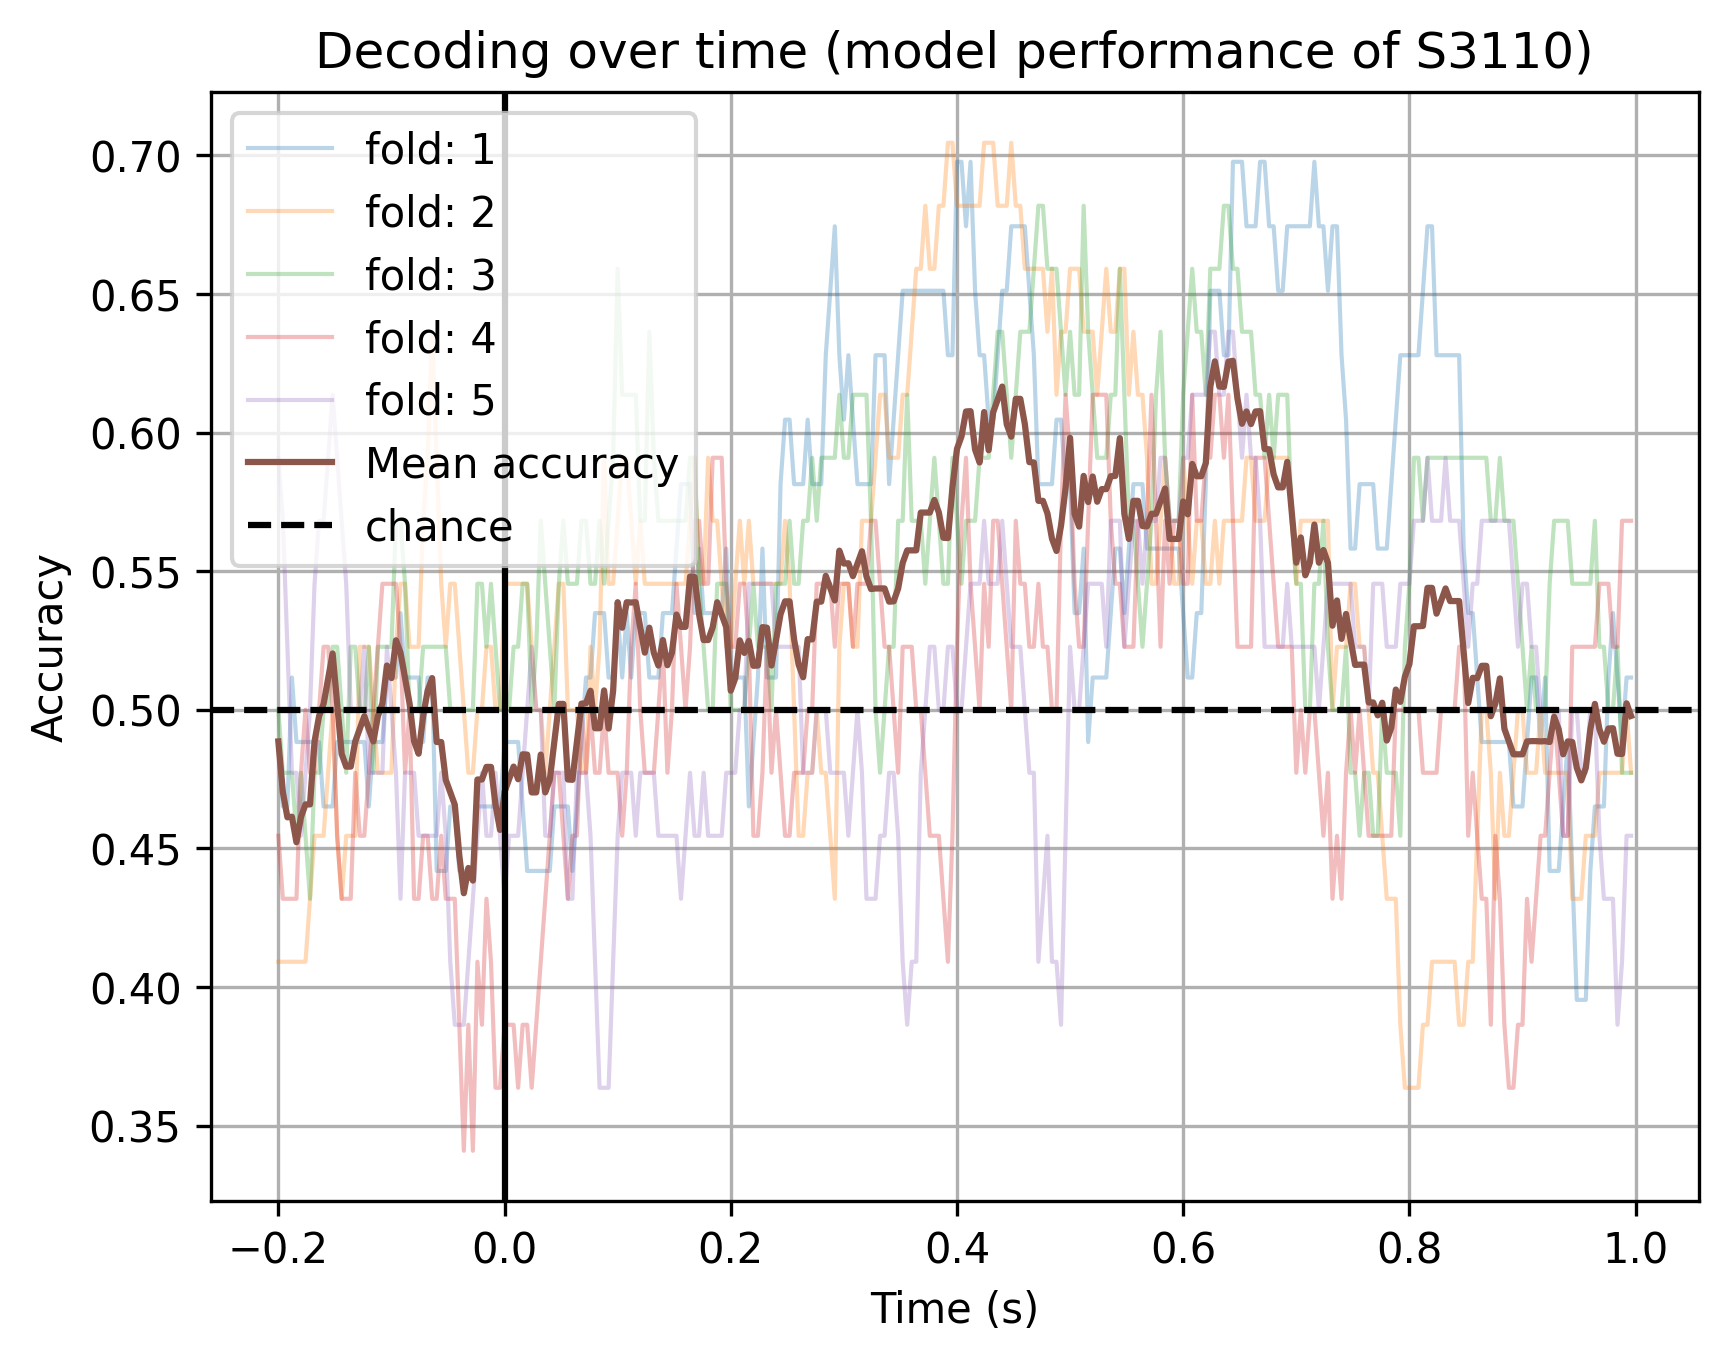 Decoding over time (model performance of S3110)
fold: 1
fold: 2
fold: 3
fold: 4
fold: 5
Mean accuracy
chance
Accuracy
0.70
0.65
0.60
0.55
0.50
0.45
0.40
0.35
−0.2 0.0 0.2 0.4 0.6 0.8 1.0
Time (s)